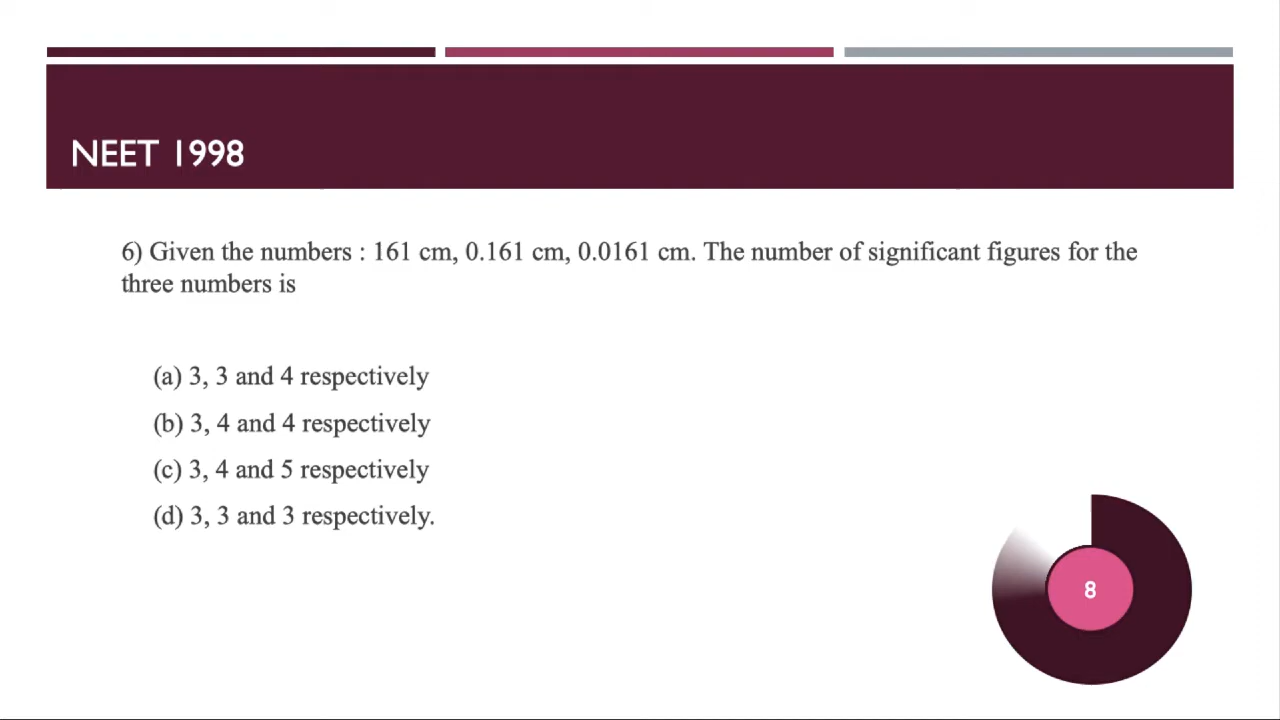 NEET 1998
6) Given the numbers : 161 cm, 0.161 cm, 0.0161 cm. The number of significant figures for the
three numbers is
(a) 3, 3 and 4 respectively
(b) 3, 4 and 4 respectively
(c) 3, 4 and 5 respectively
(d) 3, 3 and 3 respectively.
8